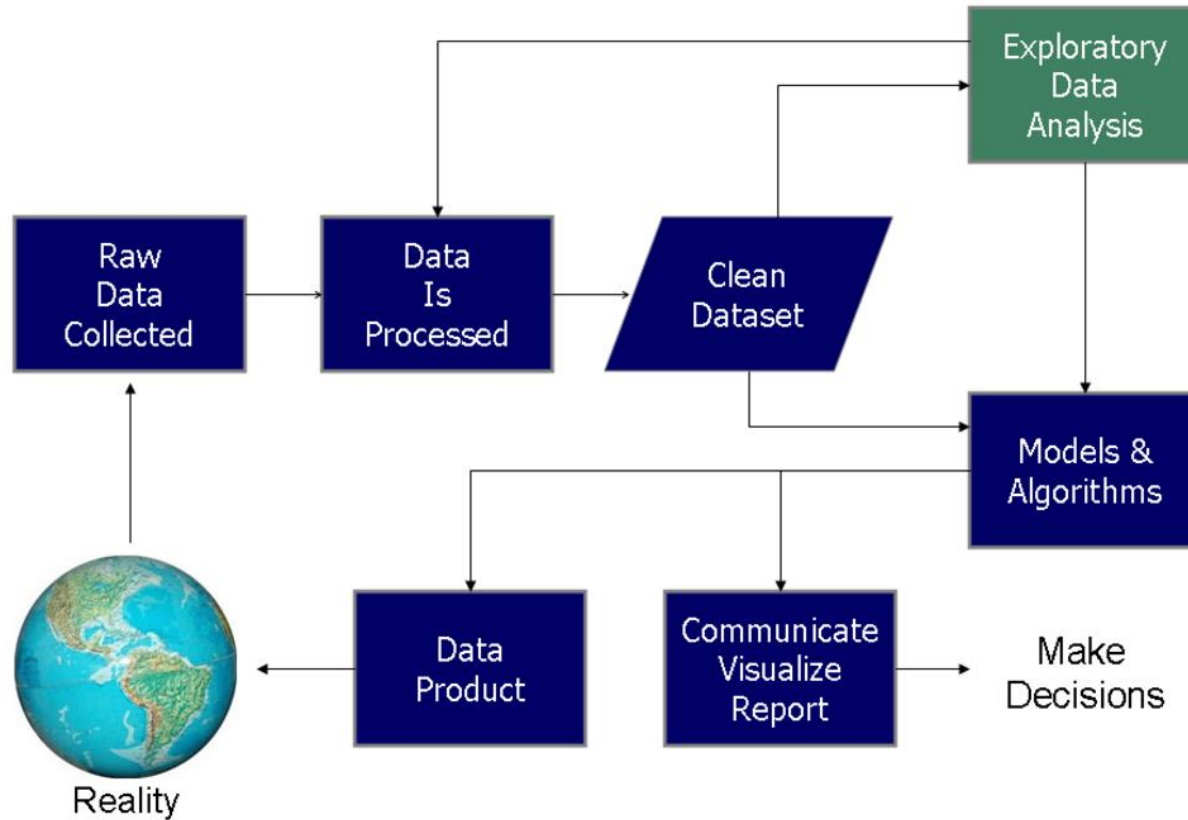 Exploratory
Data
Analysis
Raw
Data
Collected
Data
Is
Processed
Clean
Dataset
Models &
Algorithms
Data
Product
Communicate
Visualize
Report
Make
Decisions
Reality